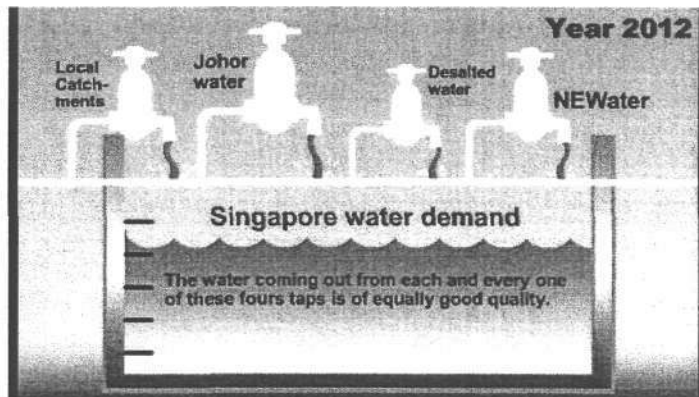 Year 2012
Local
Catch-
ments
Johor
water
Desalted
water
NEWater
Singapore water demand
The water coming out from each and every one
of these fours taps is of equally good quality.